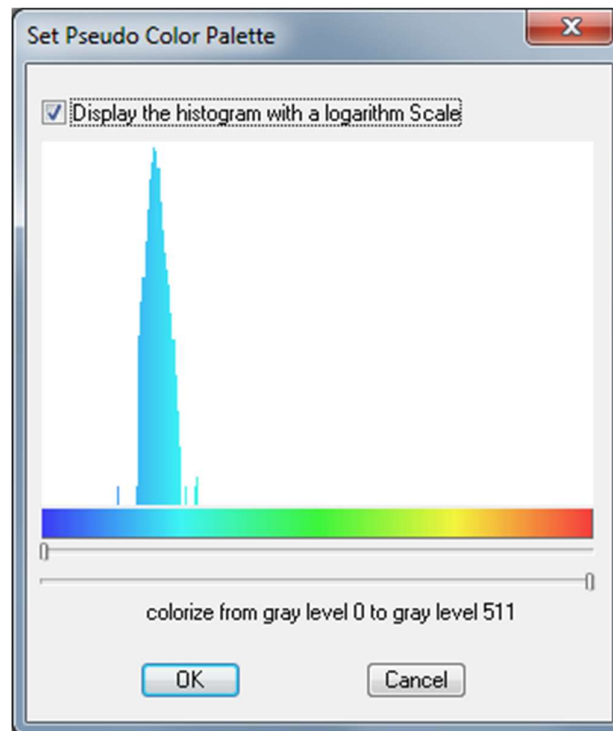 Set Pseudo Color Palette
Display the histogram with a logarithm Scale
colorize from gray level 0 to gray level 511
OK
Cancel